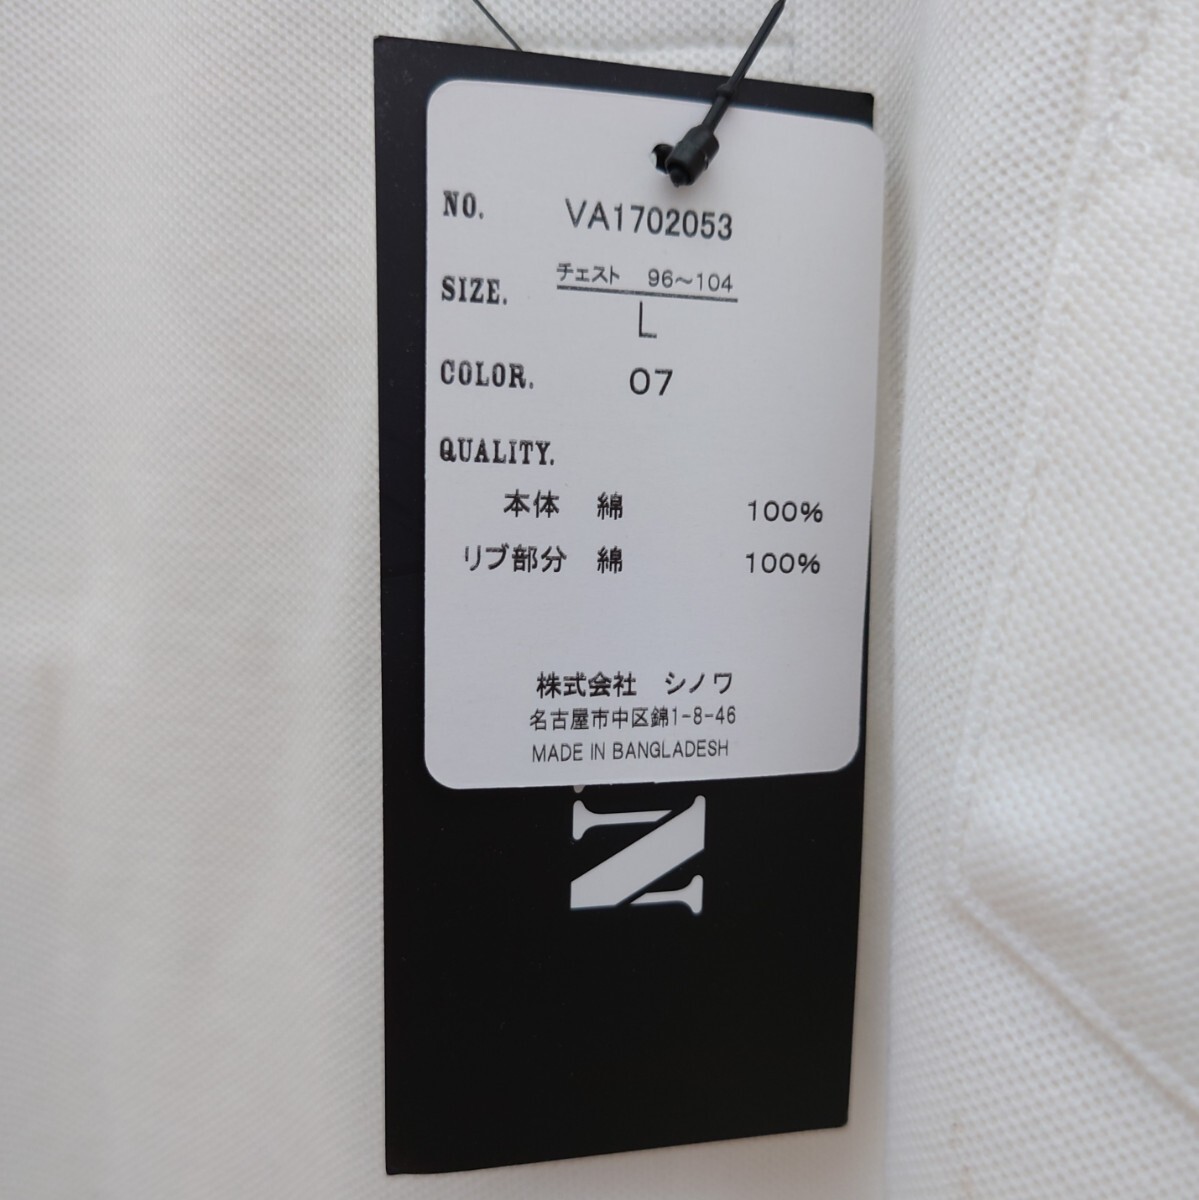 NO. VA1702053
チェスト 96~104
SIZE. L
COLOR. 07
QUALITY.
本体 綿 100%
リブ部分 綿 100%
株式会社 シノワ
名古屋市中区錦1-8-46
MADE IN BANGLADESH
N